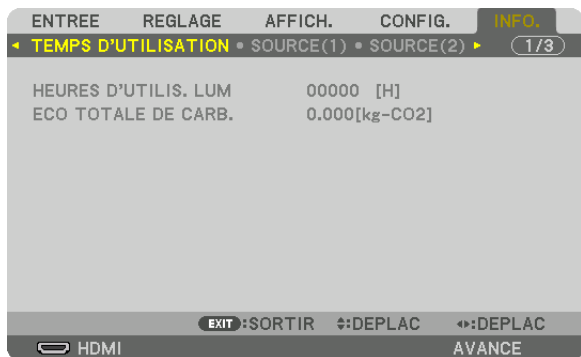 ENTREE REGLAGE AFFICH. CONFIG. INFO.
TEMPS D'UTILISATION • SOURCE(1) • SOURCE(2) 1/3
HEURES D'UTILIS. LUM 00000 [H]
ECO TOTALE DE CARB. 0.000[kg-CO2]
EXIT:SORTIR :DEPLAC :DEPLAC
HDMI AVANCE